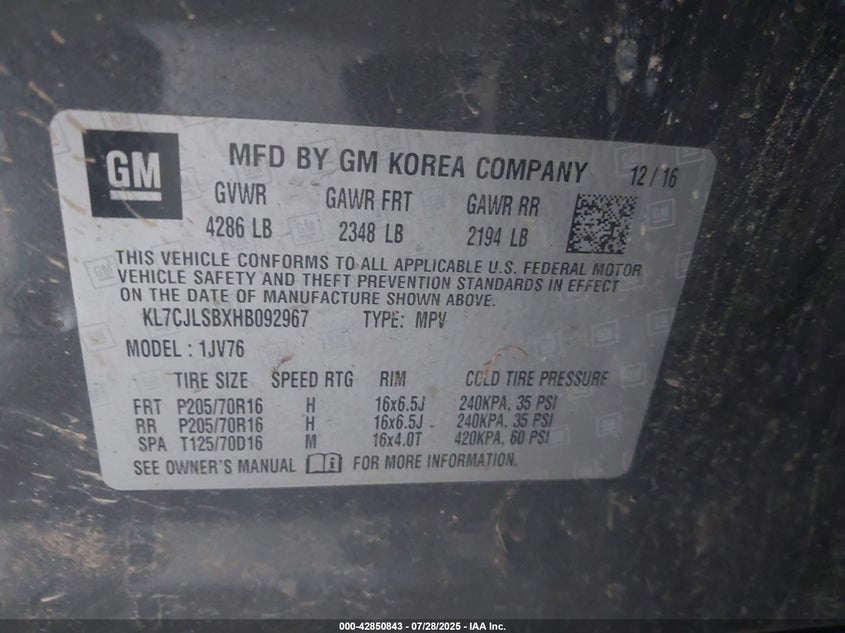 GM
MFD BY GM KOREA COMPANY 12/16
GVWR GAWR FRT GAWR RR
4286 LB 2348 LB 2194 LB
THIS VEHICLE CONFORMS TO ALL APPLICABLE U.S. FEDERAL MOTOR
VEHICLE SAFETY AND THEFT PREVENTION STANDARDS IN EFFECT
ON THE DATE OF MANUFACTURE SHOWN ABOVE.
KL7CJLSBXHB092967 TYPE: MPV
MODEL : 1JV76
TIRE SIZE SPEED RTG RIM COLD TIRE PRESSURE
FRT P205/70R16 H 16x6.5J 240KPA, 35 PSI
RR P205/70R16 H 16x6.5J 240KPA, 35 PSI
SPA T125/70D16 M 16x4.0T 420KPA, 60 PSI
SEE OWNER'S MANUAL FOR MORE INFORMATION.
000-42850843 - 07/28/2025 - IAA Inc.